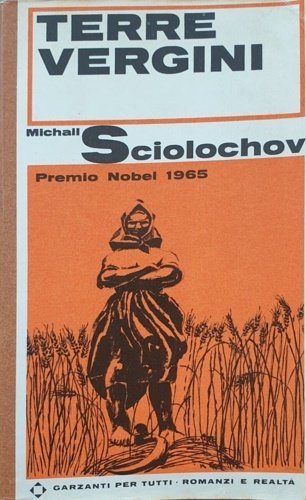 TERRE
VERGINI
Michail Sciolochov
Premio Nobel 1965
GARZANTI PER TUTTI · ROMANZI E REALTÀ